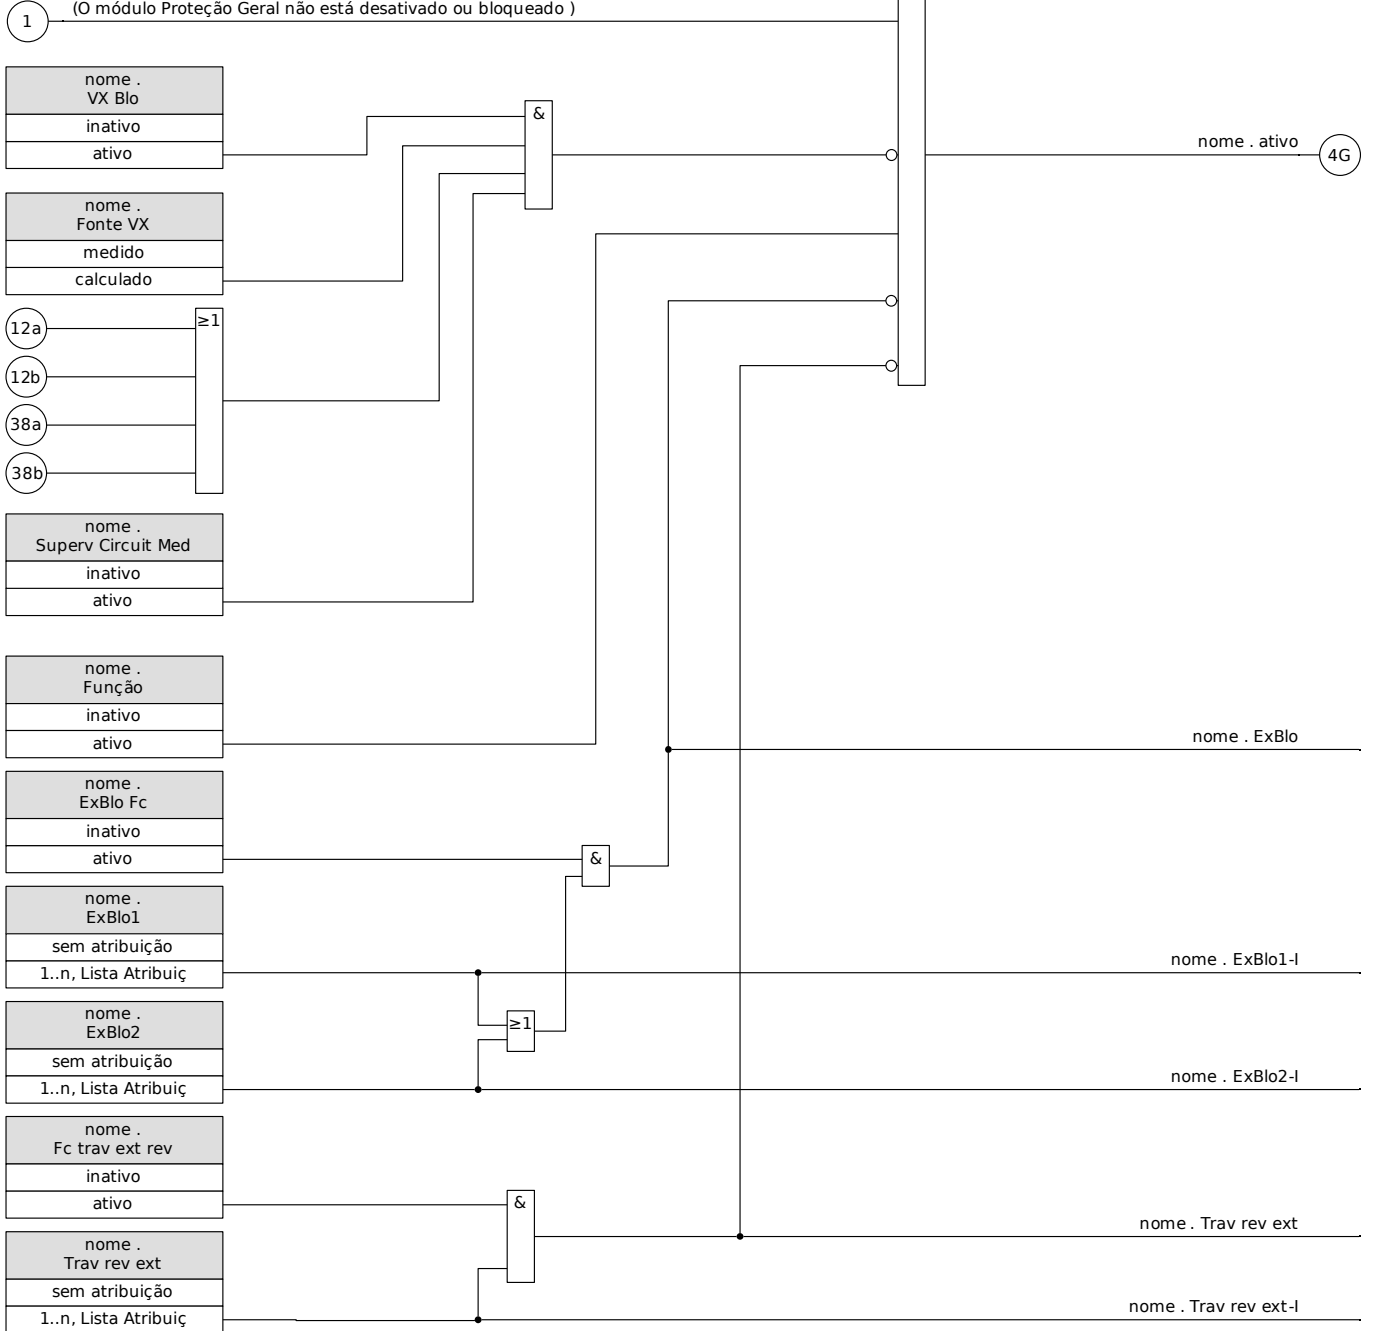 (O módulo Proteção Geral não está desativado ou bloqueado )
1
nome .
VX Blo
inativo
ativo
&
nome . ativo
4G
nome .
Fonte VX
medido
calculado
12a
12b
38a
38b
≥1
nome .
Superv Circuit Med
inativo
ativo
nome .
Função
inativo
ativo
nome . ExBlo
nome .
ExBlo Fc
inativo
ativo
&
nome .
ExBlo1
sem atribuição
1..n, Lista Atribuiç
nome . ExBlo1-I
nome .
ExBlo2
sem atribuição
1..n, Lista Atribuiç
≥1
nome . ExBlo2-I
nome .
Fc trav ext rev
inativo
ativo
&
nome . Trav rev ext
nome .
Trav rev ext
sem atribuição
1..n, Lista Atribuiç
nome . Trav rev ext-I